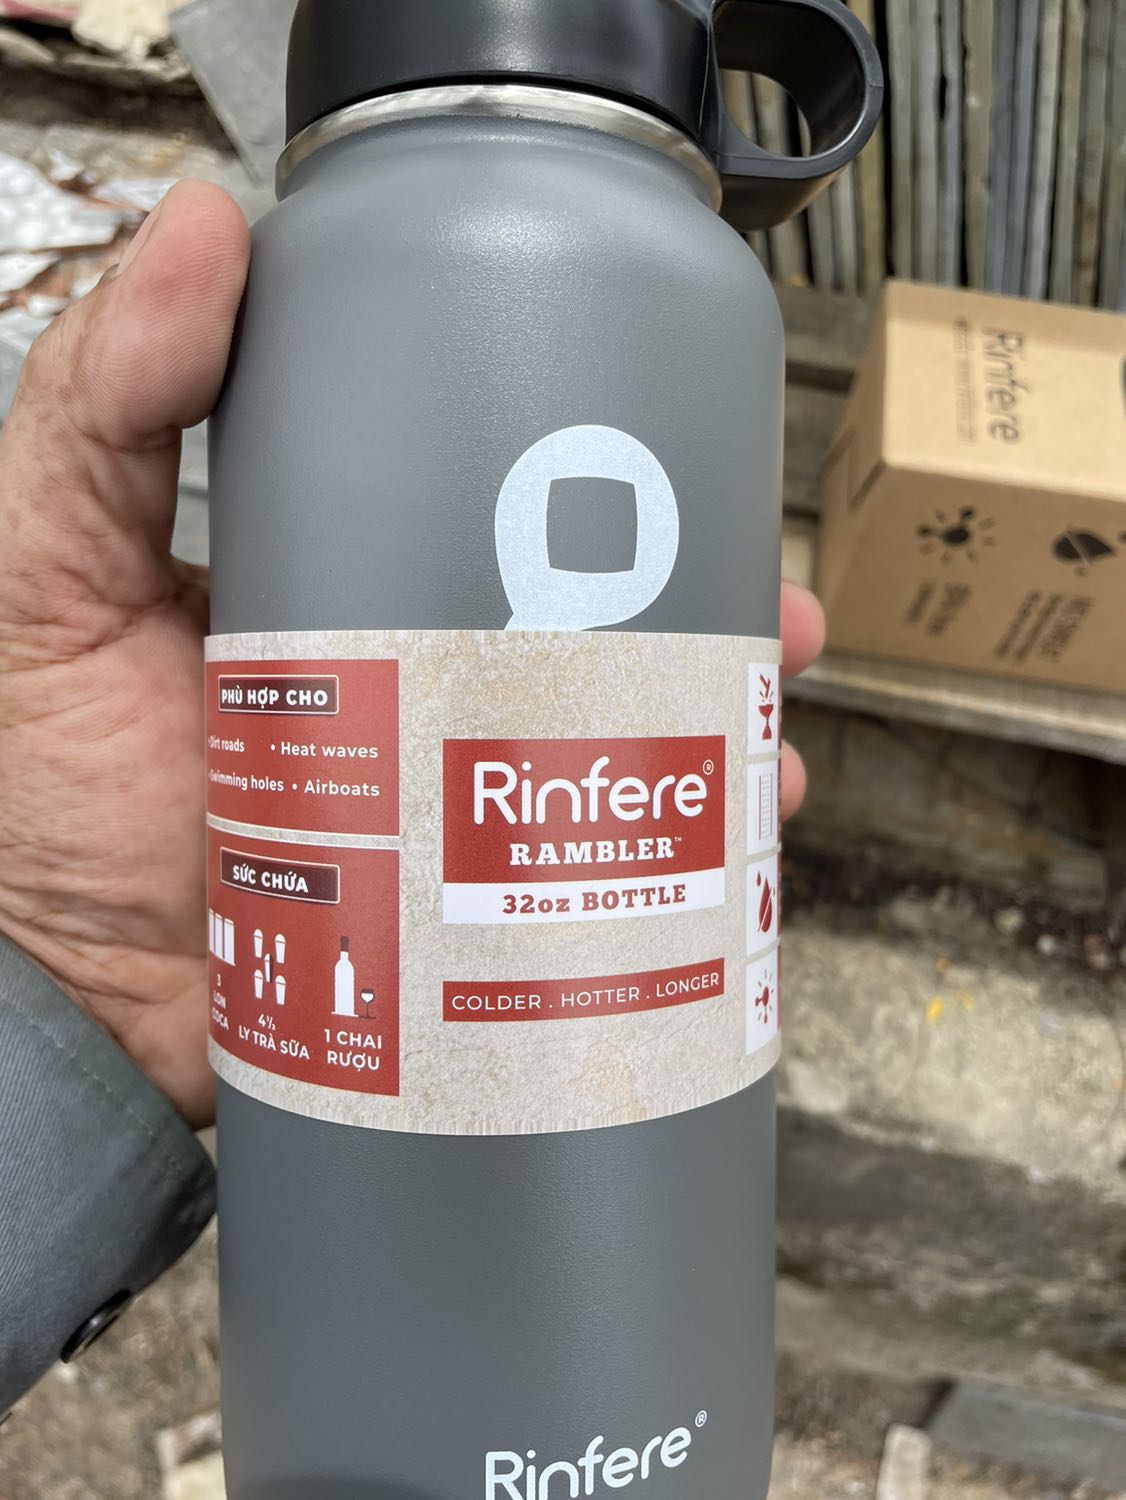 PHÙ HỢP CHO
• Dirt roads • Heat waves
• Swimming holes • Airboats
SỨC CHỨA
3
LON
COCA
4½
LY TRÀ SỮA
1 CHAI
RƯỢU
Rinfere®
RAMBLER™
32oz BOTTLE
COLDER . HOTTER . LONGER
Rinfere®
Rinfere